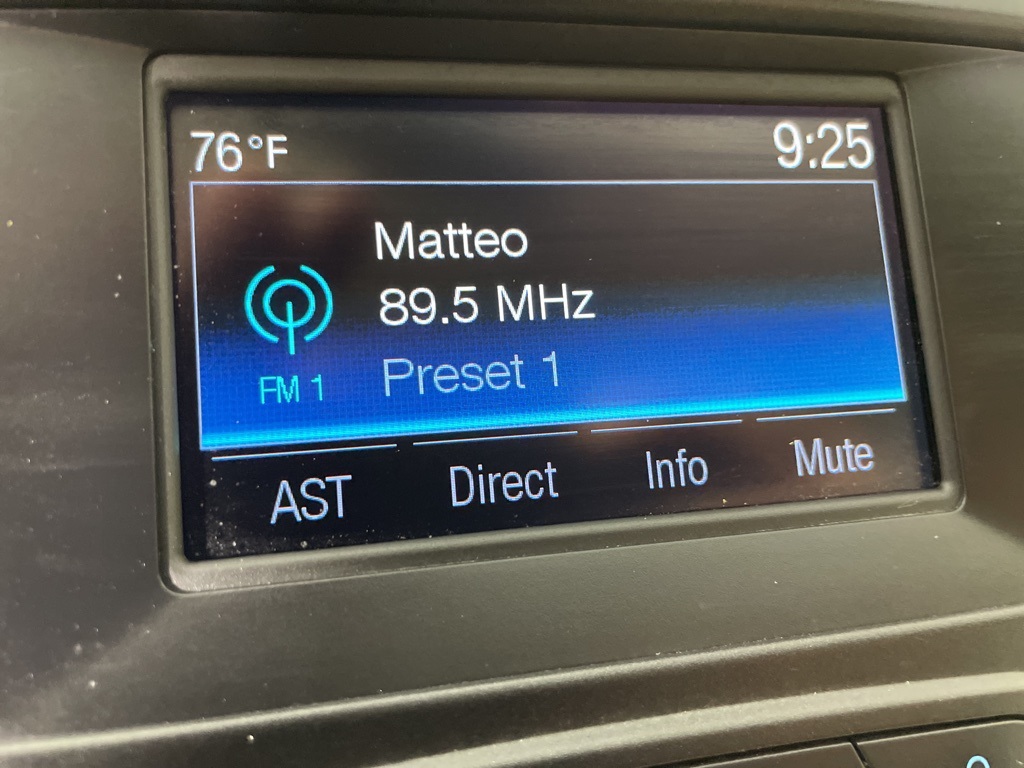 76°F 9:25
Matteo
89.5 MHz
FM 1 Preset 1
AST Direct Info Mute